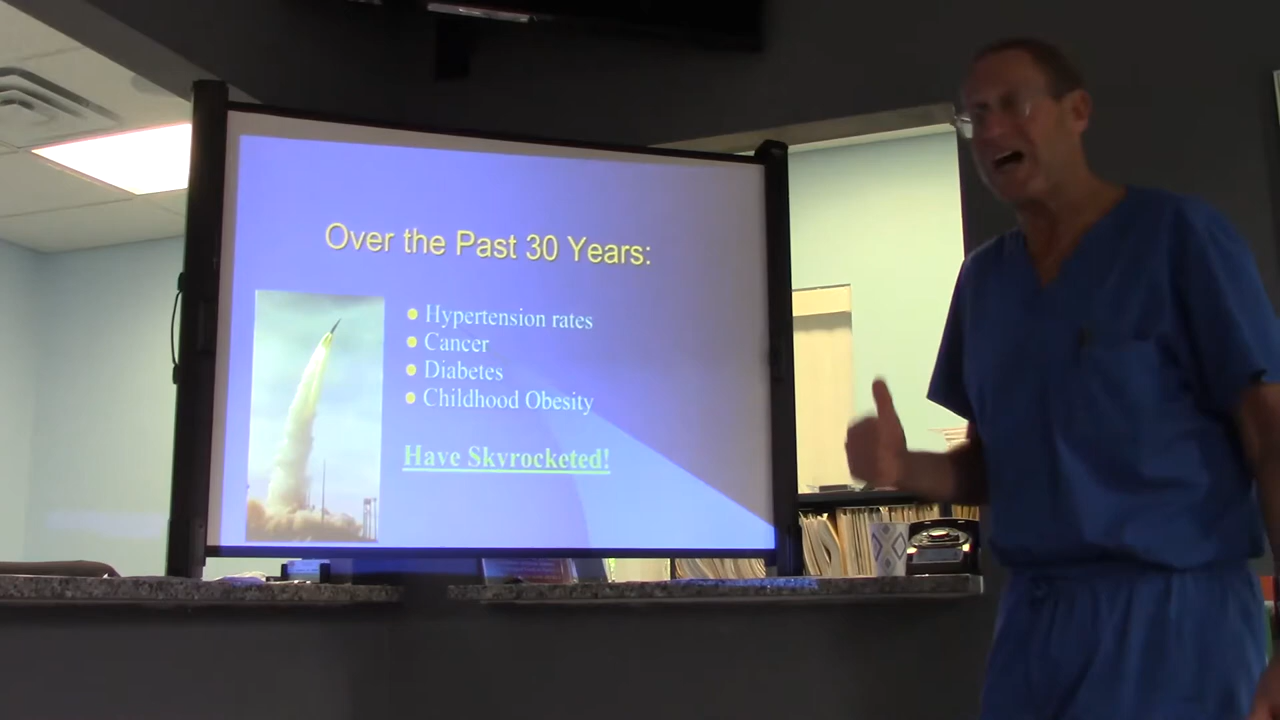 Over the Past 30 Years:
Hypertension rates
Cancer
Diabetes
Childhood Obesity
Have Skyrocketed!